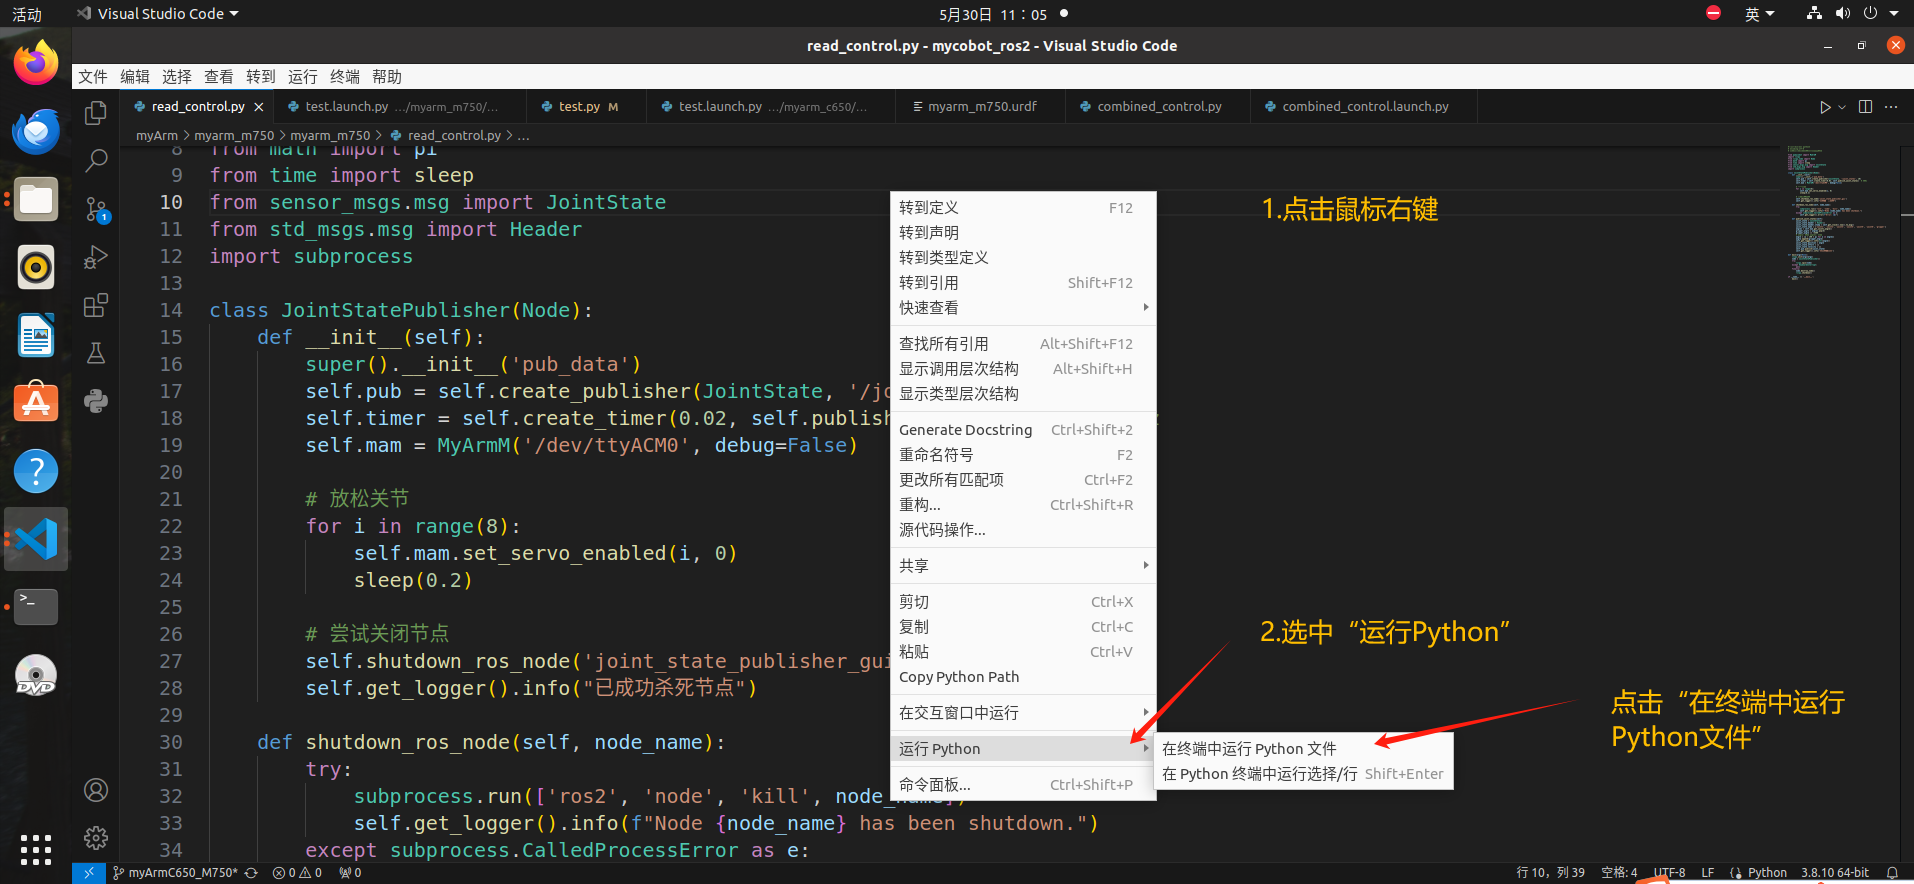 活动
Visual Studio Code
5月30日 11：05
英
read_control.py - mycobot_ros2 - Visual Studio Code
文件 编辑 选择 查看 转到 运行 终端 帮助
read_control.py
test.launch.py .../myarm_m750/...
test.py M
test.launch.py .../myarm_c650/...
myarm_m750.urdf
combined_control.py
combined_control.launch.py
myArm > myarm_m750 > myarm_m750 > read_control.py > ...
8 from math import pi
9 from time import sleep
10 from sensor_msgs.msg import JointState
11 from std_msgs.msg import Header
12 import subprocess
13
14 class JointStatePublisher(Node):
15 def __init__(self):
16 super().__init__('pub_data')
17 self.pub = self.create_publisher(JointState, '/jo
18 self.timer = self.create_timer(0.02, self.publish
19 self.mam = MyArmM('/dev/ttyACM0', debug=False)
20
21 # 放松关节
22 for i in range(8):
23 self.mam.set_servo_enabled(i, 0)
24 sleep(0.2)
25
26 # 尝试关闭节点
27 self.shutdown_ros_node('joint_state_publisher_gui
28 self.get_logger().info("已成功杀死节点")
29
30 def shutdown_ros_node(self, node_name):
31 try:
32 subprocess.run(['ros2', 'node', 'kill', node_name])
33 self.get_logger().info(f"Node {node_name} has been shutdown.")
34 except subprocess.CalledProcessError as e:
转到定义 F12
转到声明
转到类型定义
转到引用 Shift+F12
快速查看
查找所有引用 Alt+Shift+F12
显示调用层次结构 Alt+Shift+H
显示类型层次结构
Generate Docstring Ctrl+Shift+2
重命名符号 F2
更改所有匹配项 Ctrl+F2
重构... Ctrl+Shift+R
源代码操作...
共享
剪切 Ctrl+X
复制 Ctrl+C
粘贴 Ctrl+V
Copy Python Path
在交互窗口中运行
运行 Python
命令面板... Ctrl+Shift+P
在终端中运行 Python 文件
在 Python 终端中运行选择/行 Shift+Enter
1.点击鼠标右键
2.选中“运行Python”
点击“在终端中运行
Python文件”
1
DVD
myArmC650_M750* 0 0 0
行 10，列 39 空格: 4 UTF-8 LF Python 3.8.10 64-bit